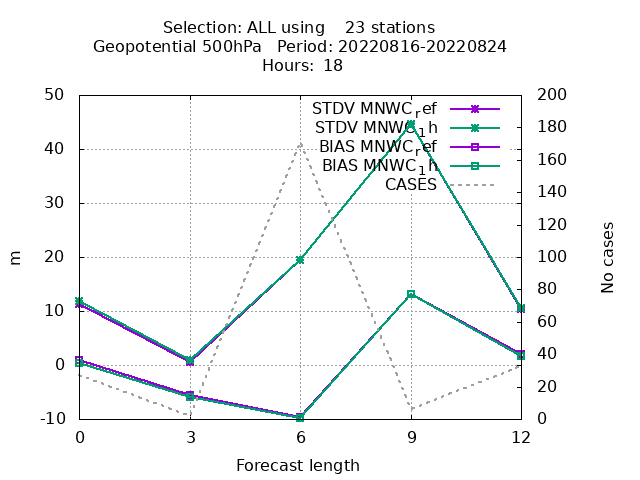 Selection: ALL using    23 stations
Geopotential 500hPa   Period: 20220816-20220824
Hours: 18
STDV MNWC_ref
STDV MNWC_1h
BIAS MNWC_ref
BIAS MNWC_1h
CASES
50
40
30
20
10
0
-10
m
200
180
160
140
120
100
80
60
40
20
0
No cases
0 3 6 9 12
Forecast length